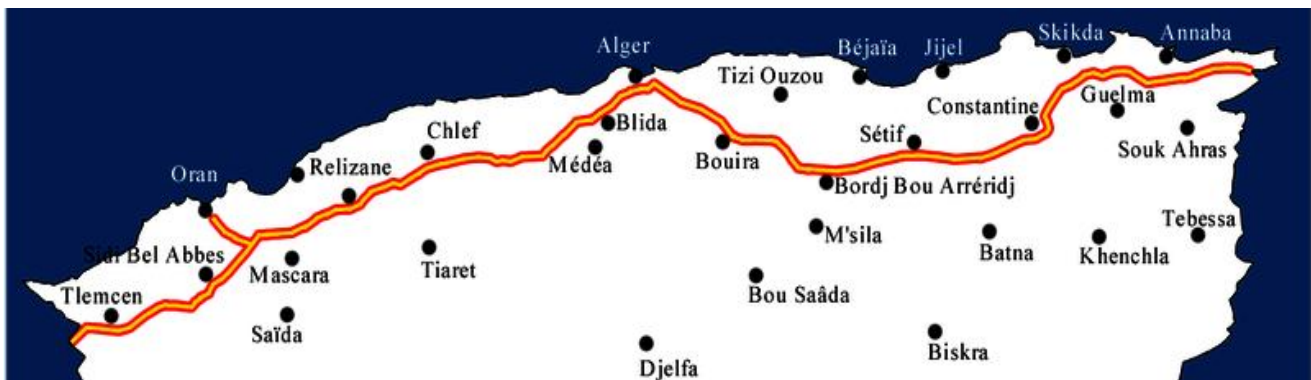 Skikda
Annaba
Alger
Béjaïa
Jijel
Tizi Ouzou
Guelma
Constantine
Chlef
Blida
Sétif
Souk Ahras
Relizane
Médéa
Bouira
Oran
Bordj Bou Arréridj
Tebessa
M'sila
Sidi Bel Abbes
Mascara
Tiaret
Batna
Khenchla
Tlemcen
Bou Saâda
Saïda
Biskra
Djelfa